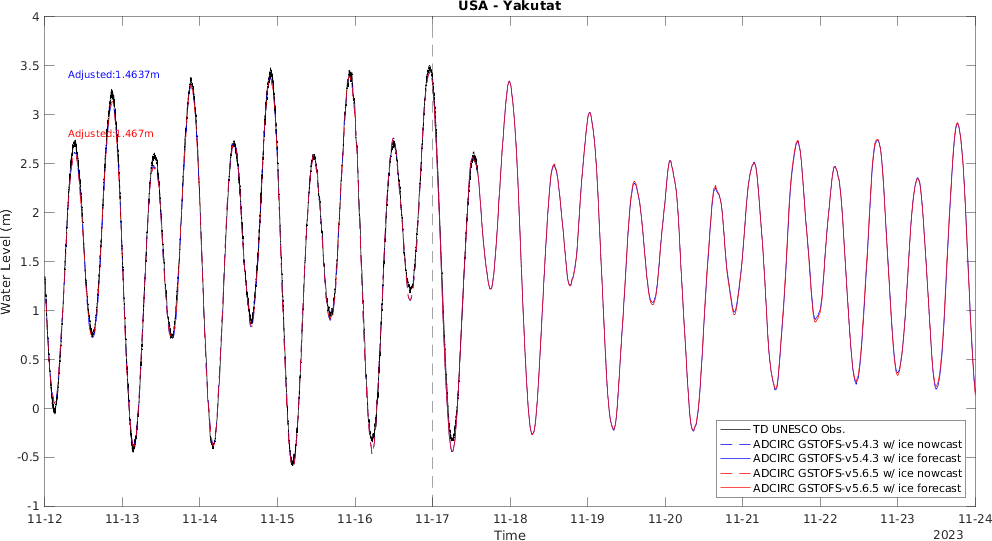 USA - Yakutat
4
3.5
3
2.5
2
1.5
1
0.5
0
-0.5
-1
Water Level (m)
Adjusted:1.4637m
Adjusted:1.467m
TD UNESCO Obs.
ADCIRC GSTOFS-v5.4.3 w/ ice nowcast
ADCIRC GSTOFS-v5.4.3 w/ ice forecast
ADCIRC GSTOFS-v5.6.5 w/ ice nowcast
ADCIRC GSTOFS-v5.6.5 w/ ice forecast
11-12 11-13 11-14 11-15 11-16 11-17 11-18 11-19 11-20 11-21 11-22 11-23 11-24
Time
2023